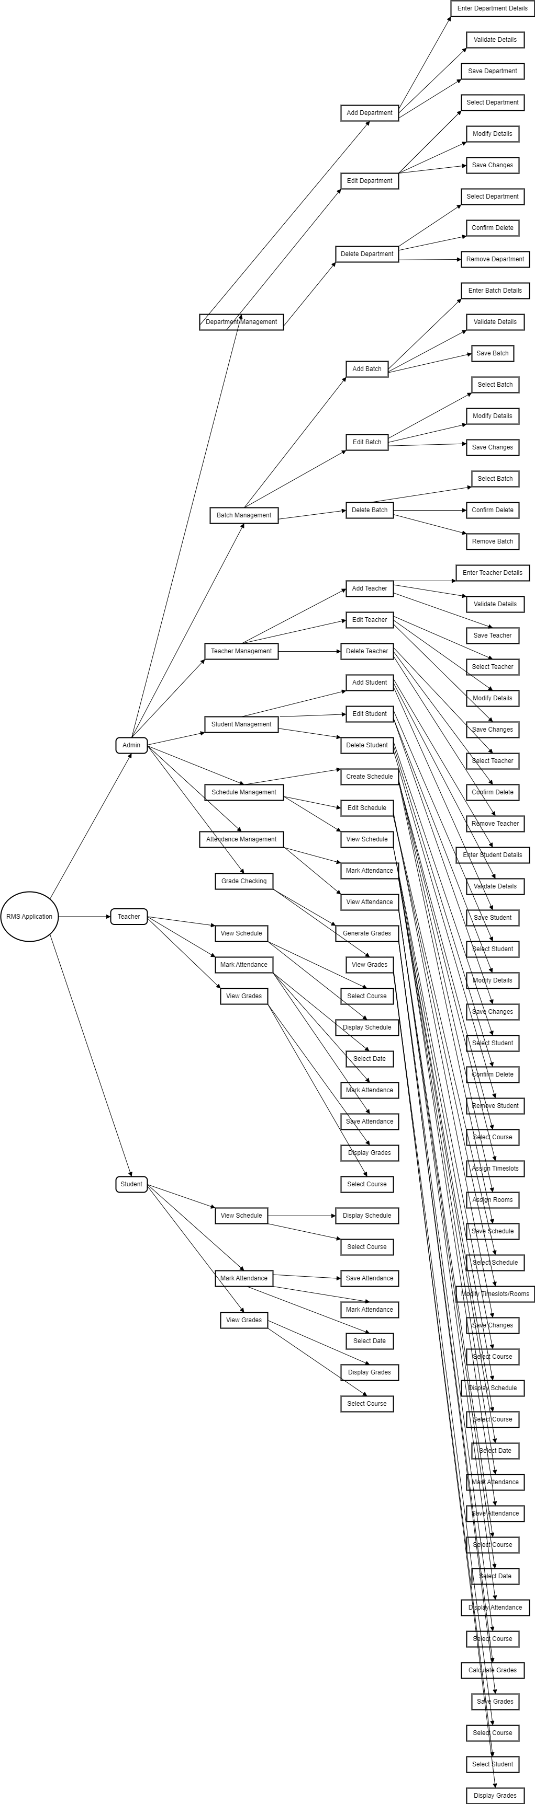 Enter Department Details
Validate Details
Save Department
Select Department
Add Department
Modify Details
Save Changes
Edit Department
Select Department
Confirm Delete
Delete Department
Remove Department
Enter Batch Details
Department Management
Validate Details
Save Batch
Add Batch
Select Batch
Modify Details
Edit Batch
Save Changes
Select Batch
Delete Batch
Confirm Delete
Batch Management
Remove Batch
Enter Teacher Details
Add Teacher
Validate Details
Edit Teacher
Save Teacher
Teacher Management
Delete Teacher
Select Teacher
Add Student
Modify Details
Edit Student
Student Management
Save Changes
Admin
Delete Student
Select Teacher
Create Schedule
Schedule Management
Confirm Delete
Edit Schedule
Remove Teacher
Attendance Management
View Schedule
Enter Student Details
Mark Attendance
Grade Checking
Validate Details
View Attendance
RMS Application
Teacher
Save Student
View Schedule
Generate Grades
Select Student
Mark Attendance
View Grades
Modify Details
View Grades
Select Course
Save Changes
Display Schedule
Select Student
Select Date
Confirm Delete
Mark Attendance
Remove Student
Save Attendance
Select Course
Display Grades
Assign Timeslots
Student
Select Course
Assign Rooms
View Schedule
Display Schedule
Save Schedule
Select Course
Select Schedule
Mark Attendance
Save Attendance
Modify Timeslots/Rooms
Mark Attendance
View Grades
Save Changes
Select Date
Select Course
Display Grades
Display Schedule
Select Course
Select Course
Select Date
Mark Attendance
Save Attendance
Select Course
Select Date
Display Attendance
Select Course
Calculate Grades
Save Grades
Select Course
Select Student
Display Grades